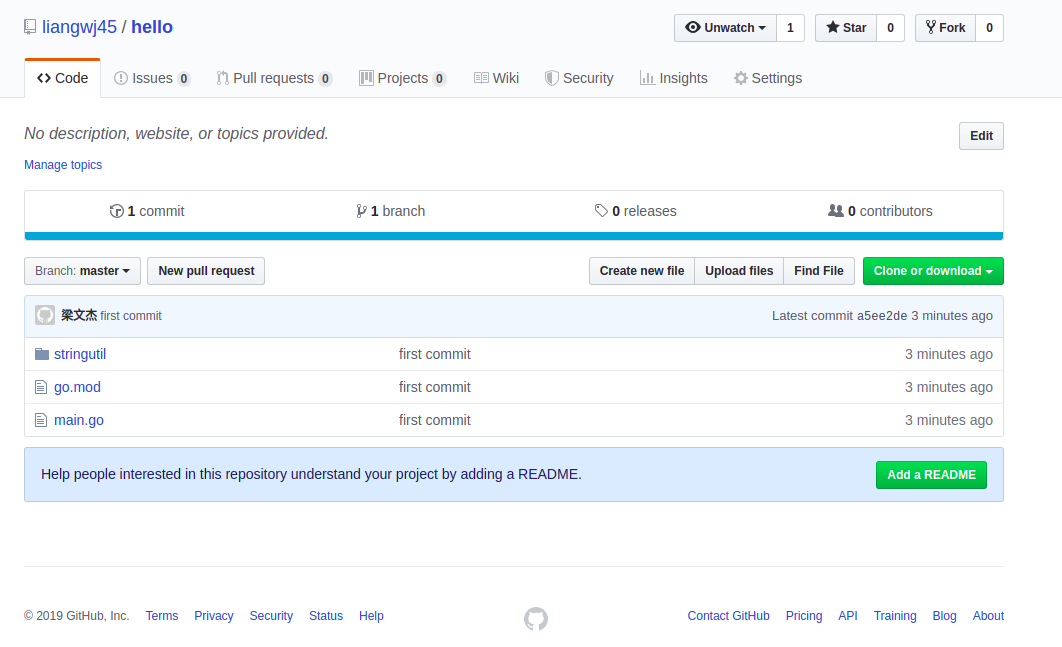 liangwj45 / hello Unwatch 1 Star 0 Fork 0
Code Issues 0 Pull requests 0 Projects 0 Wiki Security Insights Settings
No description, website, or topics provided. Edit
Manage topics
1 commit 1 branch 0 releases 0 contributors
Branch: master New pull request Create new file Upload files Find File Clone or download
梁文杰 first commit Latest commit a5ee2de 3 minutes ago
stringutil first commit 3 minutes ago
go.mod first commit 3 minutes ago
main.go first commit 3 minutes ago
Help people interested in this repository understand your project by adding a README. Add a README
© 2019 GitHub, Inc. Terms Privacy Security Status Help Contact GitHub Pricing API Training Blog About